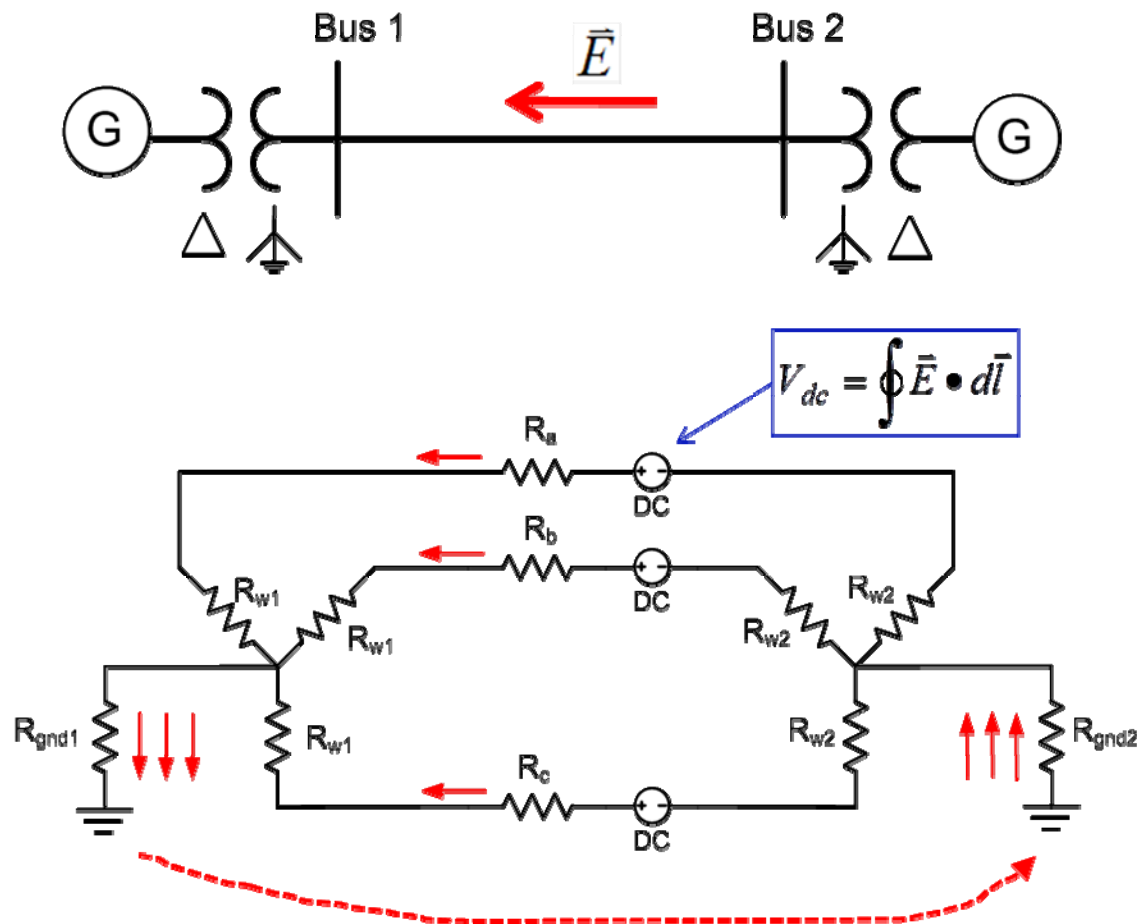 Bus 1
Bus 2
E⃗
G
G
Δ
Δ
V_dc = ∮ E⃗ • dl⃗
R_a
+ -
DC
R_b
+ -
DC
R_w1
R_w1
R_w2
R_w2
R_gnd1
R_w1
R_w2
R_gnd2
R_c
+ -
DC